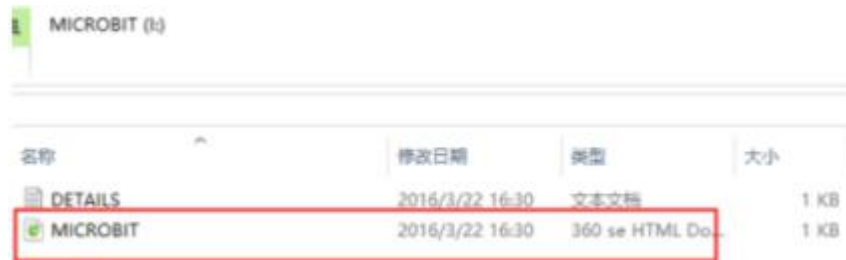 MICROBIT (I:)
名称 修改日期 类型 大小
DETAILS 2016/3/22 16:30 文本文档 1 KB
MICROBIT 2016/3/22 16:30 360 se HTML Do... 1 KB